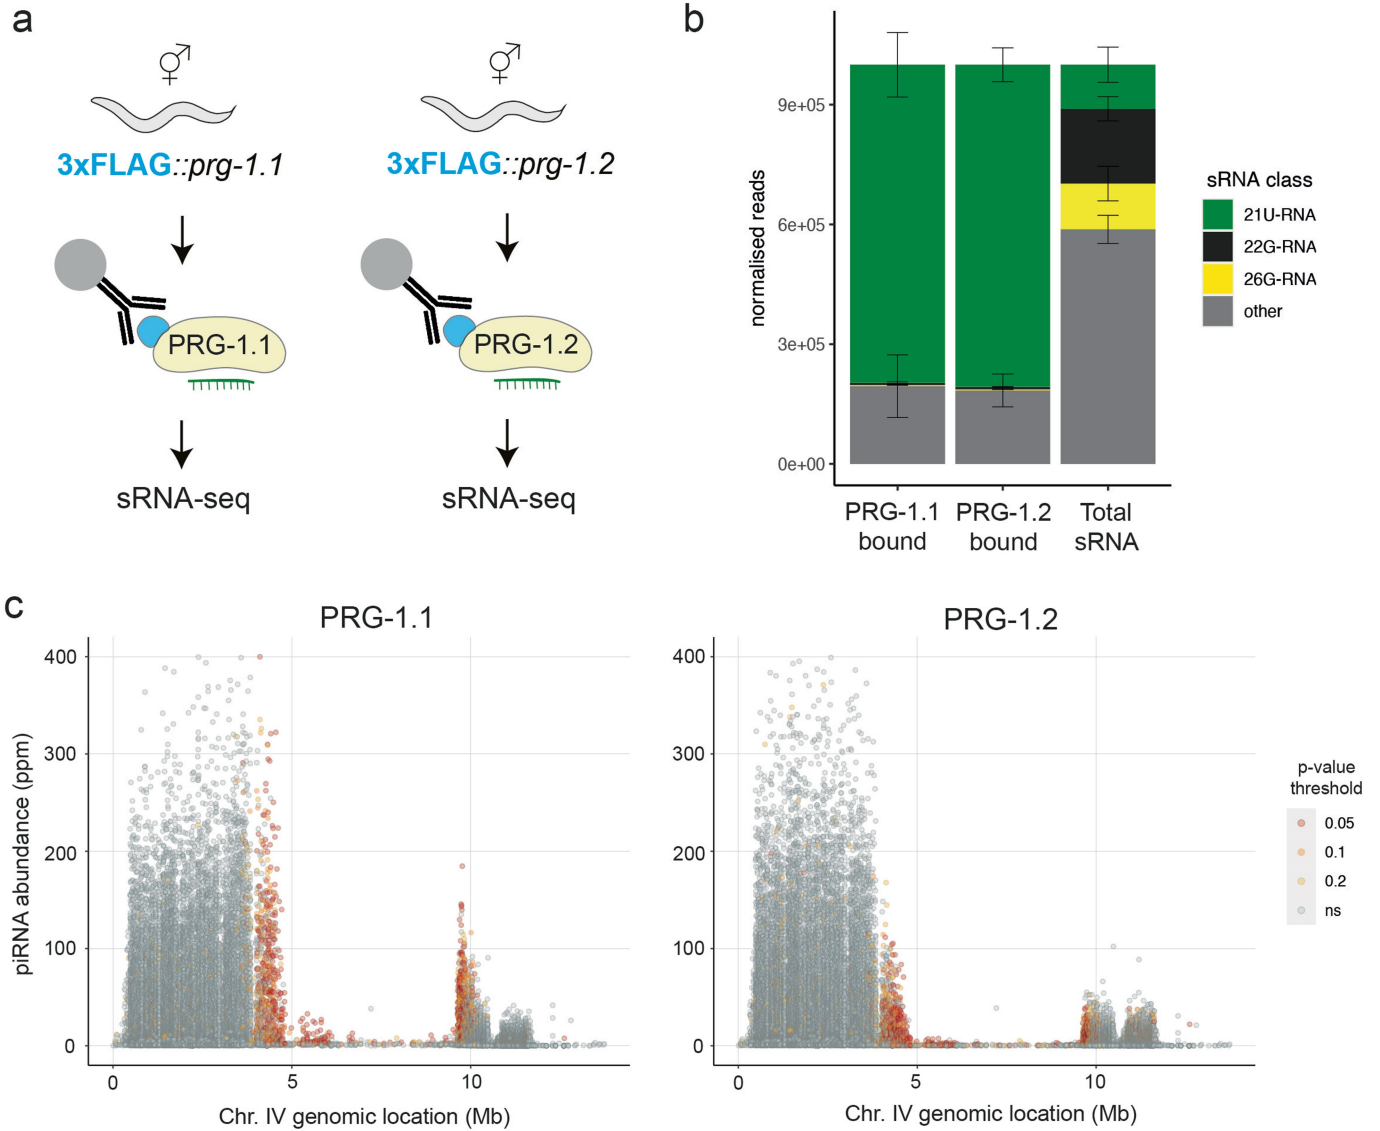 a
⚥
⚥
3xFLAG::prg-1.1
3xFLAG::prg-1.2
PRG-1.1
PRG-1.2
sRNA-seq
sRNA-seq
b
normalised reads
9e+05
6e+05
3e+05
0e+00
PRG-1.1
bound
PRG-1.2
bound
Total
sRNA
sRNA class
21U-RNA
22G-RNA
26G-RNA
other
c
PRG-1.1
piRNA abundance (ppm)
400
300
200
100
0
0
5
10
Chr. IV genomic location (Mb)
PRG-1.2
400
300
200
100
0
0
5
10
Chr. IV genomic location (Mb)
p-value
threshold
0.05
0.1
0.2
ns